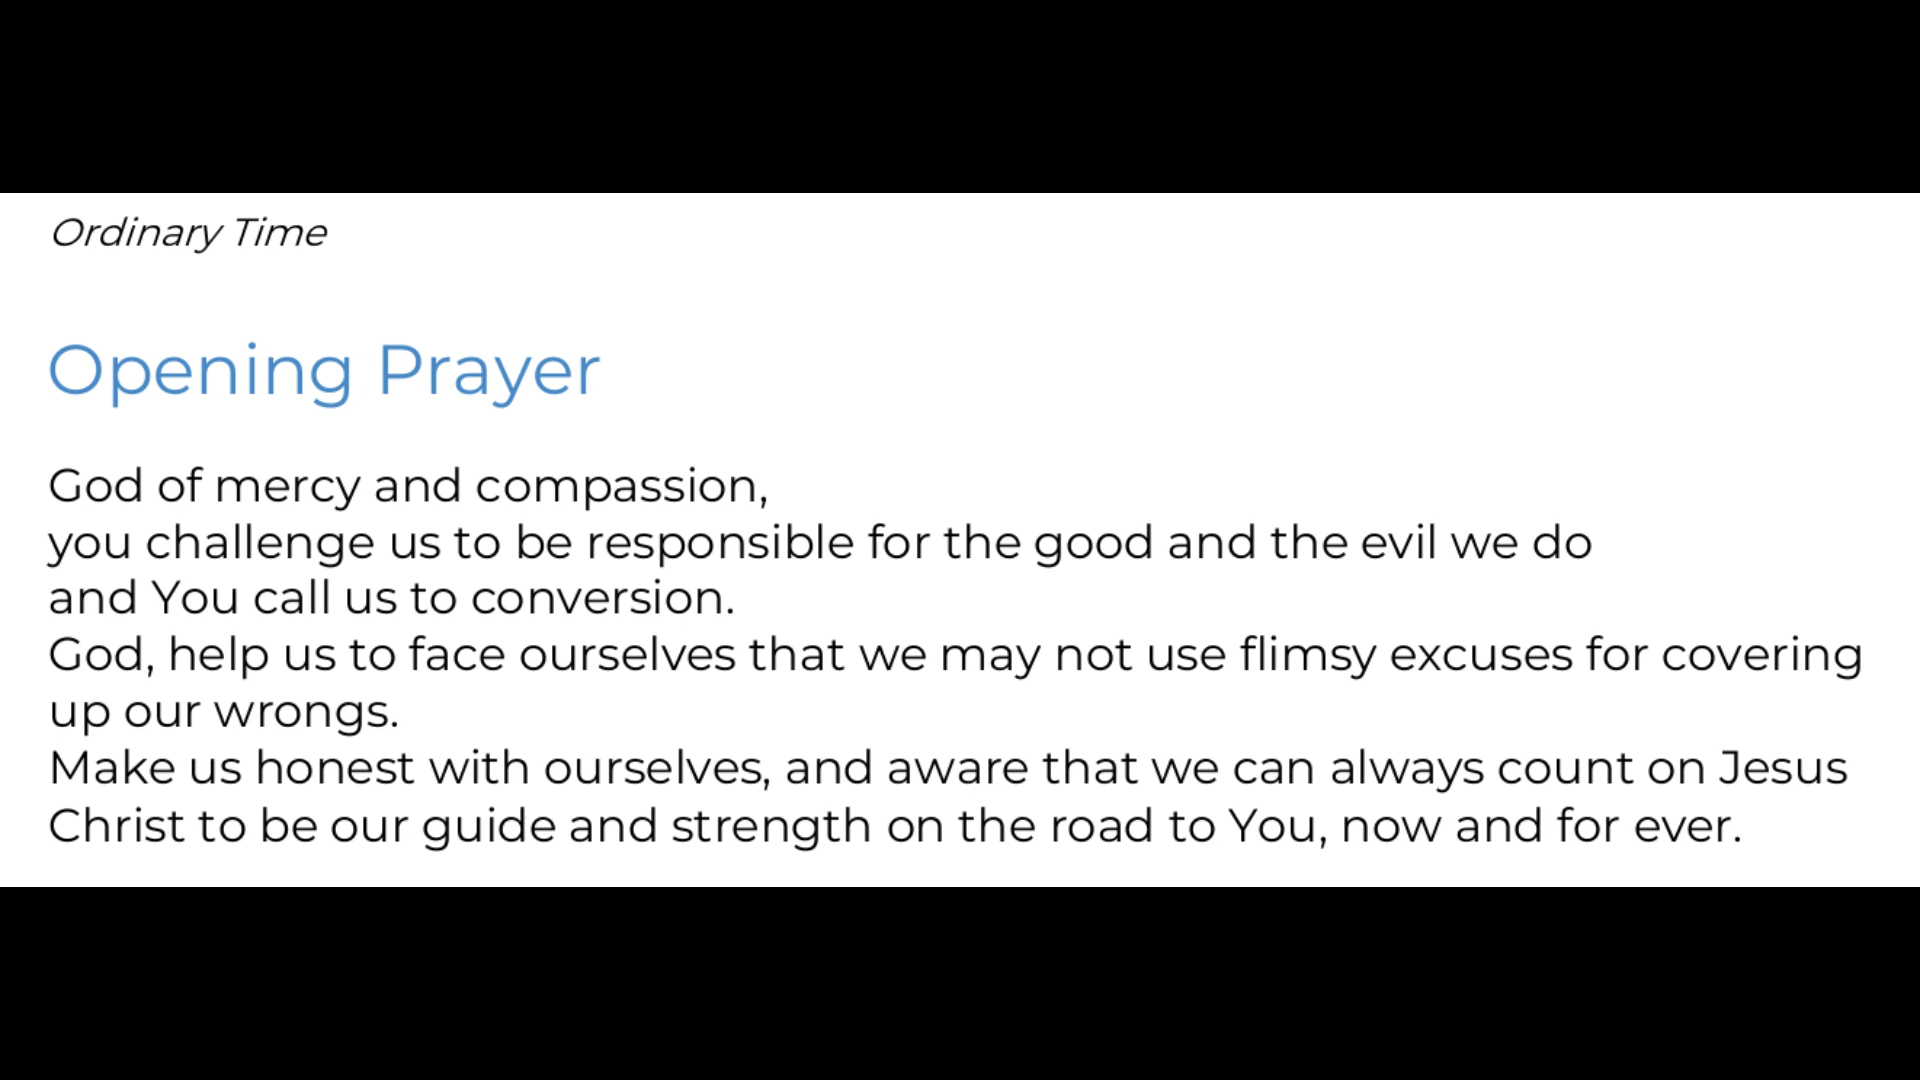 Ordinary Time
Opening Prayer
God of mercy and compassion,
you challenge us to be responsible for the good and the evil we do
and You call us to conversion.
God, help us to face ourselves that we may not use flimsy excuses for covering
up our wrongs.
Make us honest with ourselves, and aware that we can always count on Jesus
Christ to be our guide and strength on the road to You, now and for ever.